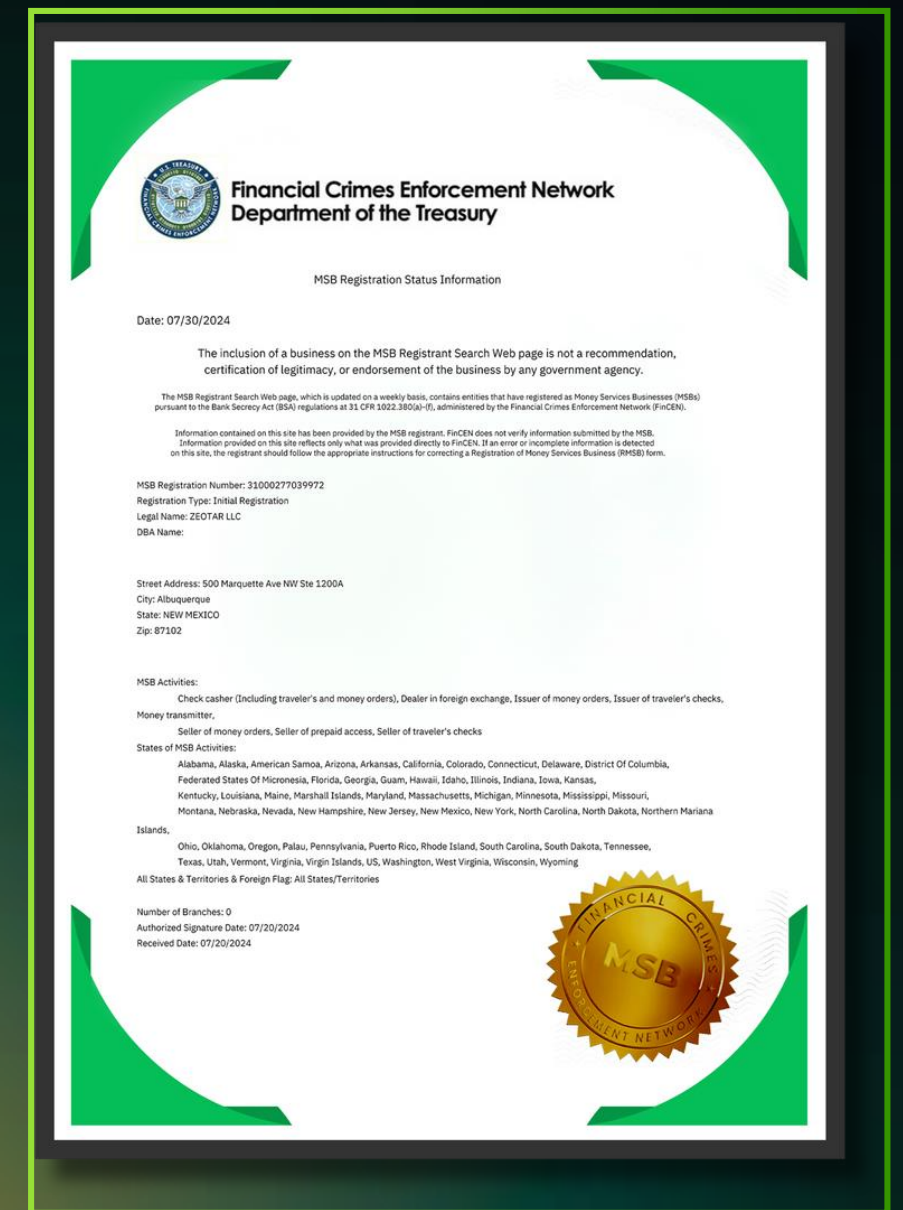 U.S. TREASURY
FINANCIAL CRIMES ENFORCEMENT NETWORK
Financial Crimes Enforcement Network
Department of the Treasury
MSB Registration Status Information
Date: 07/30/2024
The inclusion of a business on the MSB Registrant Search Web page is not a recommendation,
certification of legitimacy, or endorsement of the business by any government agency.
The MSB Registrant Search Web page, which is updated on a weekly basis, contains entities that have registered as Money Services Businesses (MSBs)
pursuant to the Bank Secrecy Act (BSA) regulations at 31 CFR 1022.380(a)-(f), administered by the Financial Crimes Enforcement Network (FinCEN).
Information contained on this site has been provided by the MSB registrant. FinCEN does not verify information submitted by the MSB.
Information provided on this site reflects only what was provided directly to FinCEN. If an error or incomplete information is detected
on this site, the registrant should follow the appropriate instructions for correcting a Registration of Money Services Business (RMSB) form.
MSB Registration Number: 31000277039972
Registration Type: Initial Registration
Legal Name: ZEOTAR LLC
DBA Name:
Street Address: 500 Marquette Ave NW Ste 1200A
City: Albuquerque
State: NEW MEXICO
Zip: 87102
MSB Activities:
Check casher (Including traveler's and money orders), Dealer in foreign exchange, Issuer of money orders, Issuer of traveler's checks,
Money transmitter,
Seller of money orders, Seller of prepaid access, Seller of traveler's checks
States of MSB Activities:
Alabama, Alaska, American Samoa, Arizona, Arkansas, California, Colorado, Connecticut, Delaware, District Of Columbia,
Federated States Of Micronesia, Florida, Georgia, Guam, Hawaii, Idaho, Illinois, Indiana, Iowa, Kansas,
Kentucky, Louisiana, Maine, Marshall Islands, Maryland, Massachusetts, Michigan, Minnesota, Mississippi, Missouri,
Montana, Nebraska, Nevada, New Hampshire, New Jersey, New Mexico, New York, North Carolina, North Dakota, Northern Mariana
Islands,
Ohio, Oklahoma, Oregon, Palau, Pennsylvania, Puerto Rico, Rhode Island, South Carolina, South Dakota, Tennessee,
Texas, Utah, Vermont, Virginia, Virgin Islands, US, Washington, West Virginia, Wisconsin, Wyoming
All States & Territories & Foreign Flag: All States/Territories
Number of Branches: 0
Authorized Signature Date: 07/20/2024
Received Date: 07/20/2024
FINANCIAL CRIMES
MSB
ENFORCEMENT NETWORK